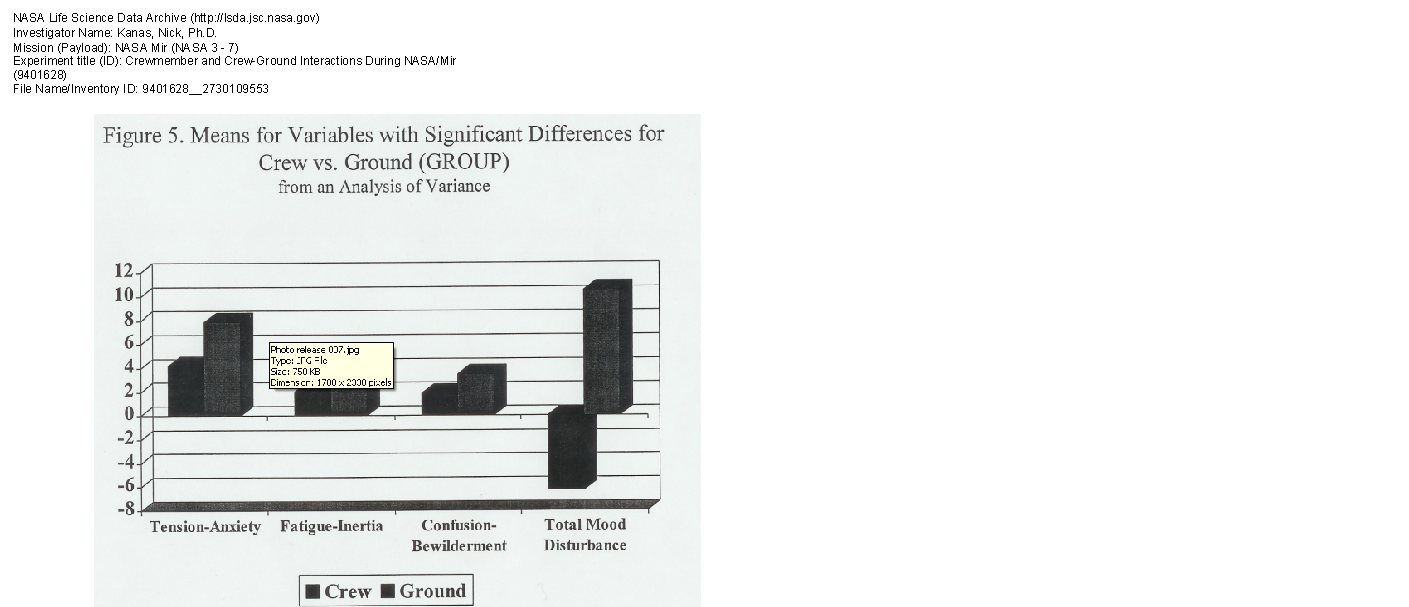 NASA Life Science Data Archive (http://lsda.jsc.nasa.gov)
Investigator Name: Kanas, Nick, Ph.D.
Mission (Payload): NASA Mir (NASA 3 - 7)
Experiment title (ID): Crewmember and Crew-Ground Interactions During NASA/Mir
(9401628)
File Name/Inventory ID: 9401628__2730109553
Figure 5. Means for Variables with Significant Differences for
Crew vs. Ground (GROUP)
from an Analysis of Variance
12
10
8
6
4
2
0
-2
-4
-6
-8
Photo release 007.jpg
Type: JPG File
Size: 750 KB
Dimension: 1700 x 2330 pixels
Tension-Anxiety Fatigue-Inertia Confusion- Total Mood
Bewilderment Disturbance
Crew Ground